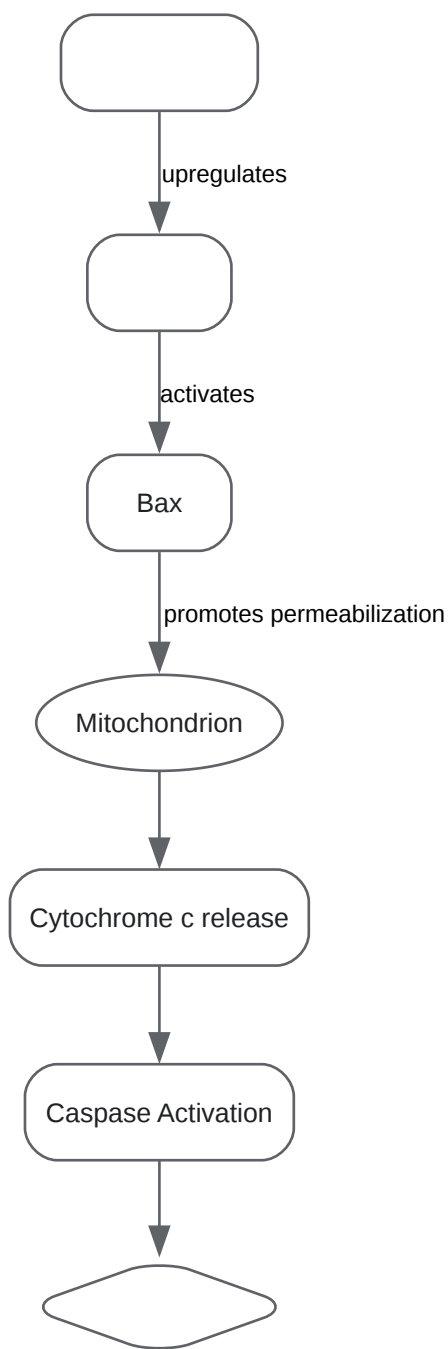 upregulates
activates
Bax
promotes permeabilization
Mitochondrion
Cytochrome c release
Caspase Activation